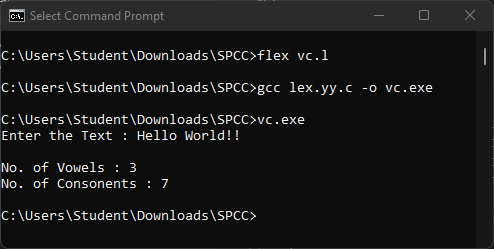 Select Command Prompt
C:\Users\Student\Downloads\SPCC>flex vc.l
C:\Users\Student\Downloads\SPCC>gcc lex.yy.c -o vc.exe
C:\Users\Student\Downloads\SPCC>vc.exe
Enter the Text : Hello World!!
No. of Vowels : 3
No. of Consonents : 7
C:\Users\Student\Downloads\SPCC>